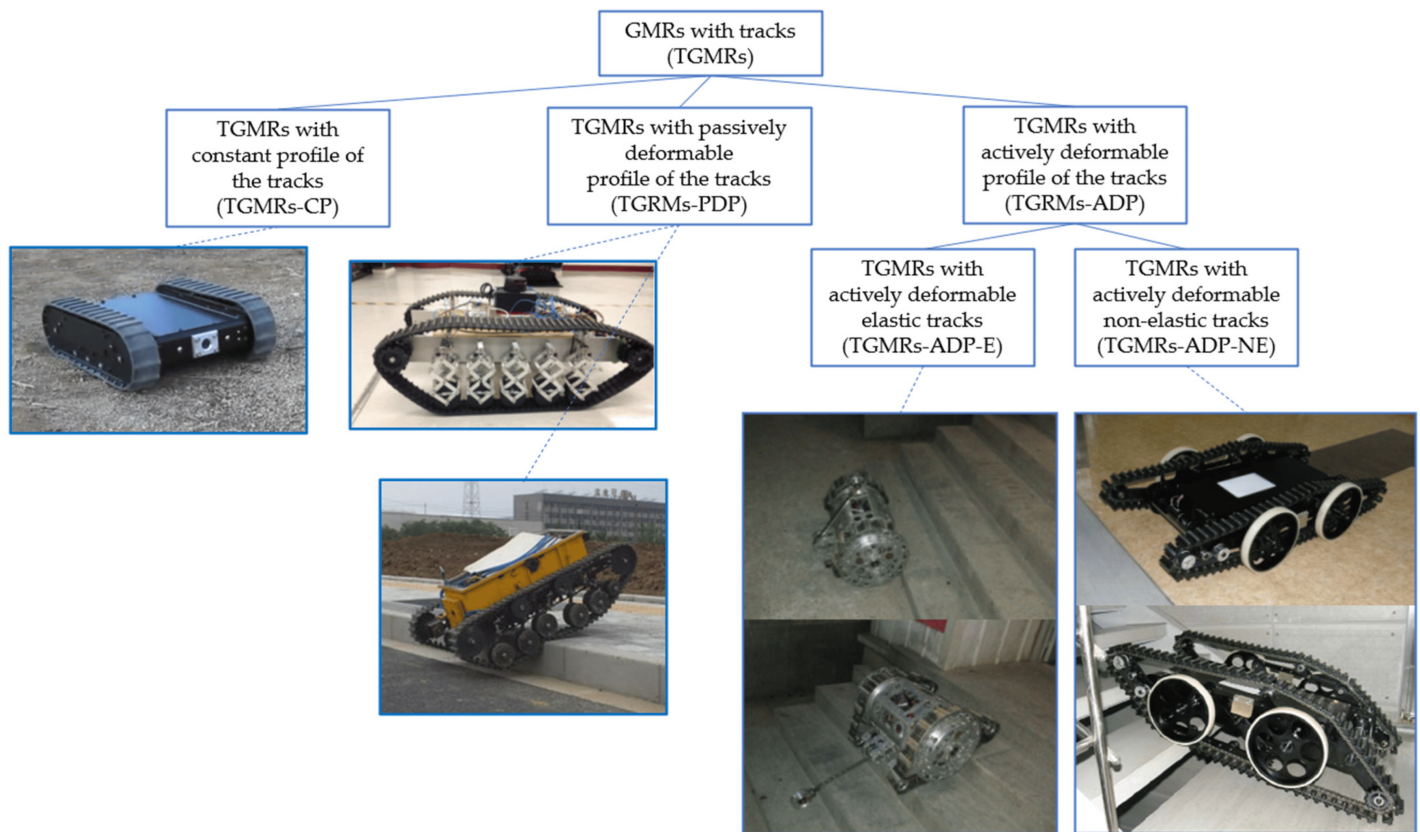 GMRs with tracks
(TGMRs)
TGMRs with
constant profile of
the tracks
(TGMRs-CP)
TGMRs with passively
deformable
profile of the tracks
(TGRMs-PDP)
TGMRs with
actively deformable
profile of the tracks
(TGRMs-ADP)
TGMRs with
actively deformable
elastic tracks
(TGMRs-ADP-E)
TGMRs with
actively deformable
non-elastic tracks
(TGMRs-ADP-NE)